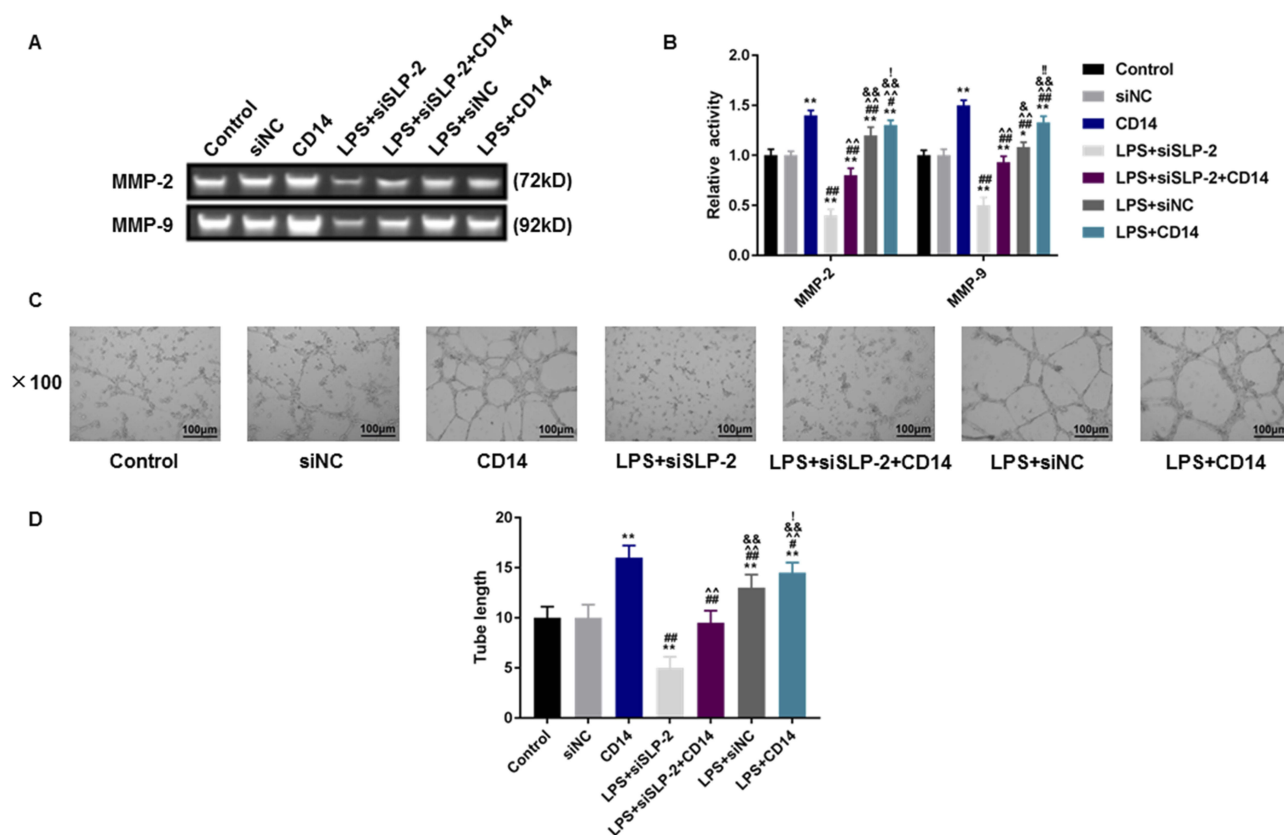 A
Control
siNC
CD14
LPS+siSLP-2
LPS+siSLP-2+CD14
LPS+siNC
LPS+CD14
MMP-2
(72kD)
MMP-9
(92kD)
B
Relative activity
2.0
1.5
1.0
0.5
0.0
**
##
**
^^
##
**
&&
^^
##
**
!
&&
^^
#
**
**
##
**
^^
##
**
&
^^
##
*
!!
&&
^^
##
**
MMP-2
MMP-9
Control
siNC
CD14
LPS+siSLP-2
LPS+siSLP-2+CD14
LPS+siNC
LPS+CD14
C
×100
100μm
100μm
100μm
100μm
100μm
100μm
100μm
Control
siNC
CD14
LPS+siSLP-2
LPS+siSLP-2+CD14
LPS+siNC
LPS+CD14
D
Tube length
20
15
10
5
0
**
##
**
^^
##
&&
^^
##
**
!
&&
^^
#
**
Control
siNC
CD14
LPS+siSLP-2
LPS+siSLP-2+CD14
LPS+siNC
LPS+CD14